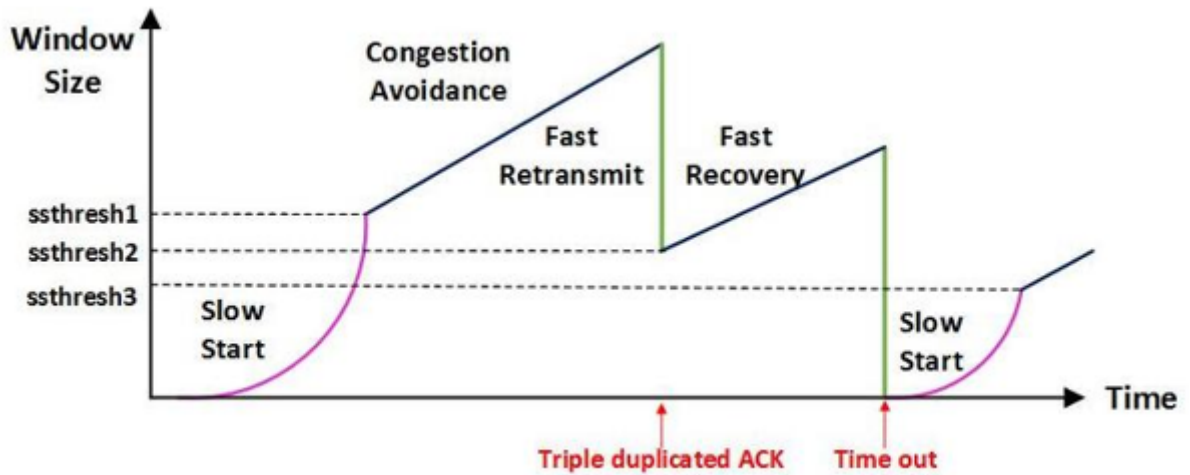 Window
Size
Congestion
Avoidance
Fast
Retransmit
Fast
Recovery
ssthresh1
ssthresh2
ssthresh3
Slow
Start
Slow
Start
Time
Triple duplicated ACK
Time out